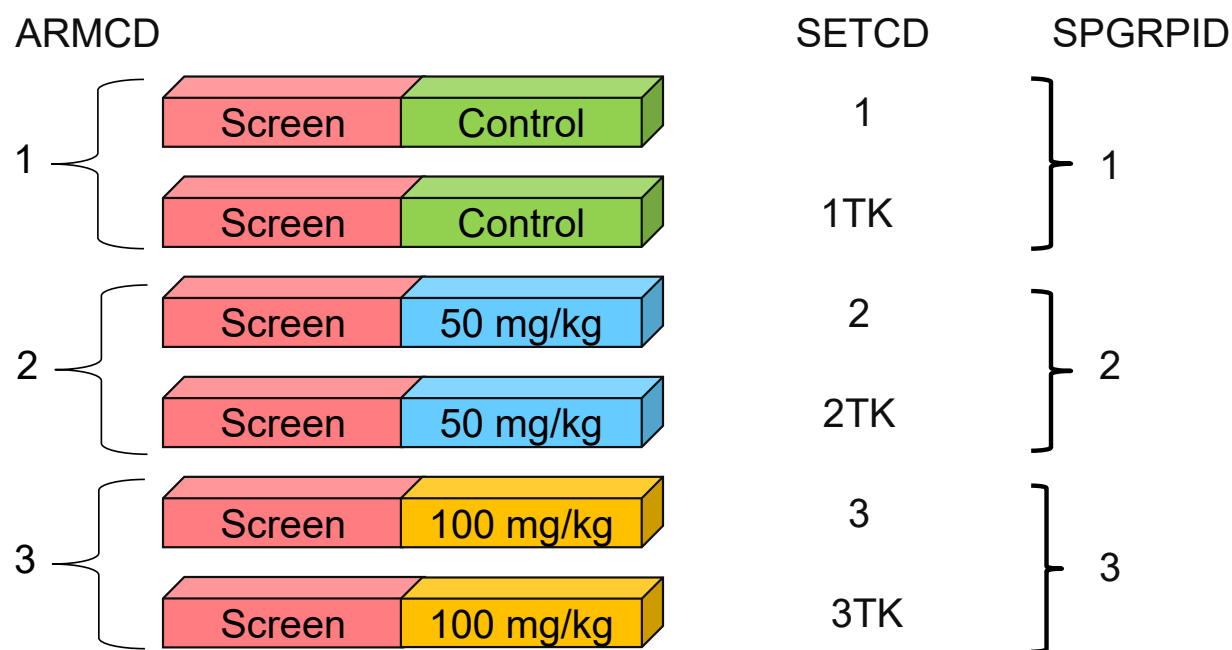 ARMCD SETCD SPGRPID
Screen Control 1
1 1
Screen Control 1TK
Screen 50 mg/kg 2
2 2
Screen 50 mg/kg 2TK
Screen 100 mg/kg 3
3 3
Screen 100 mg/kg 3TK